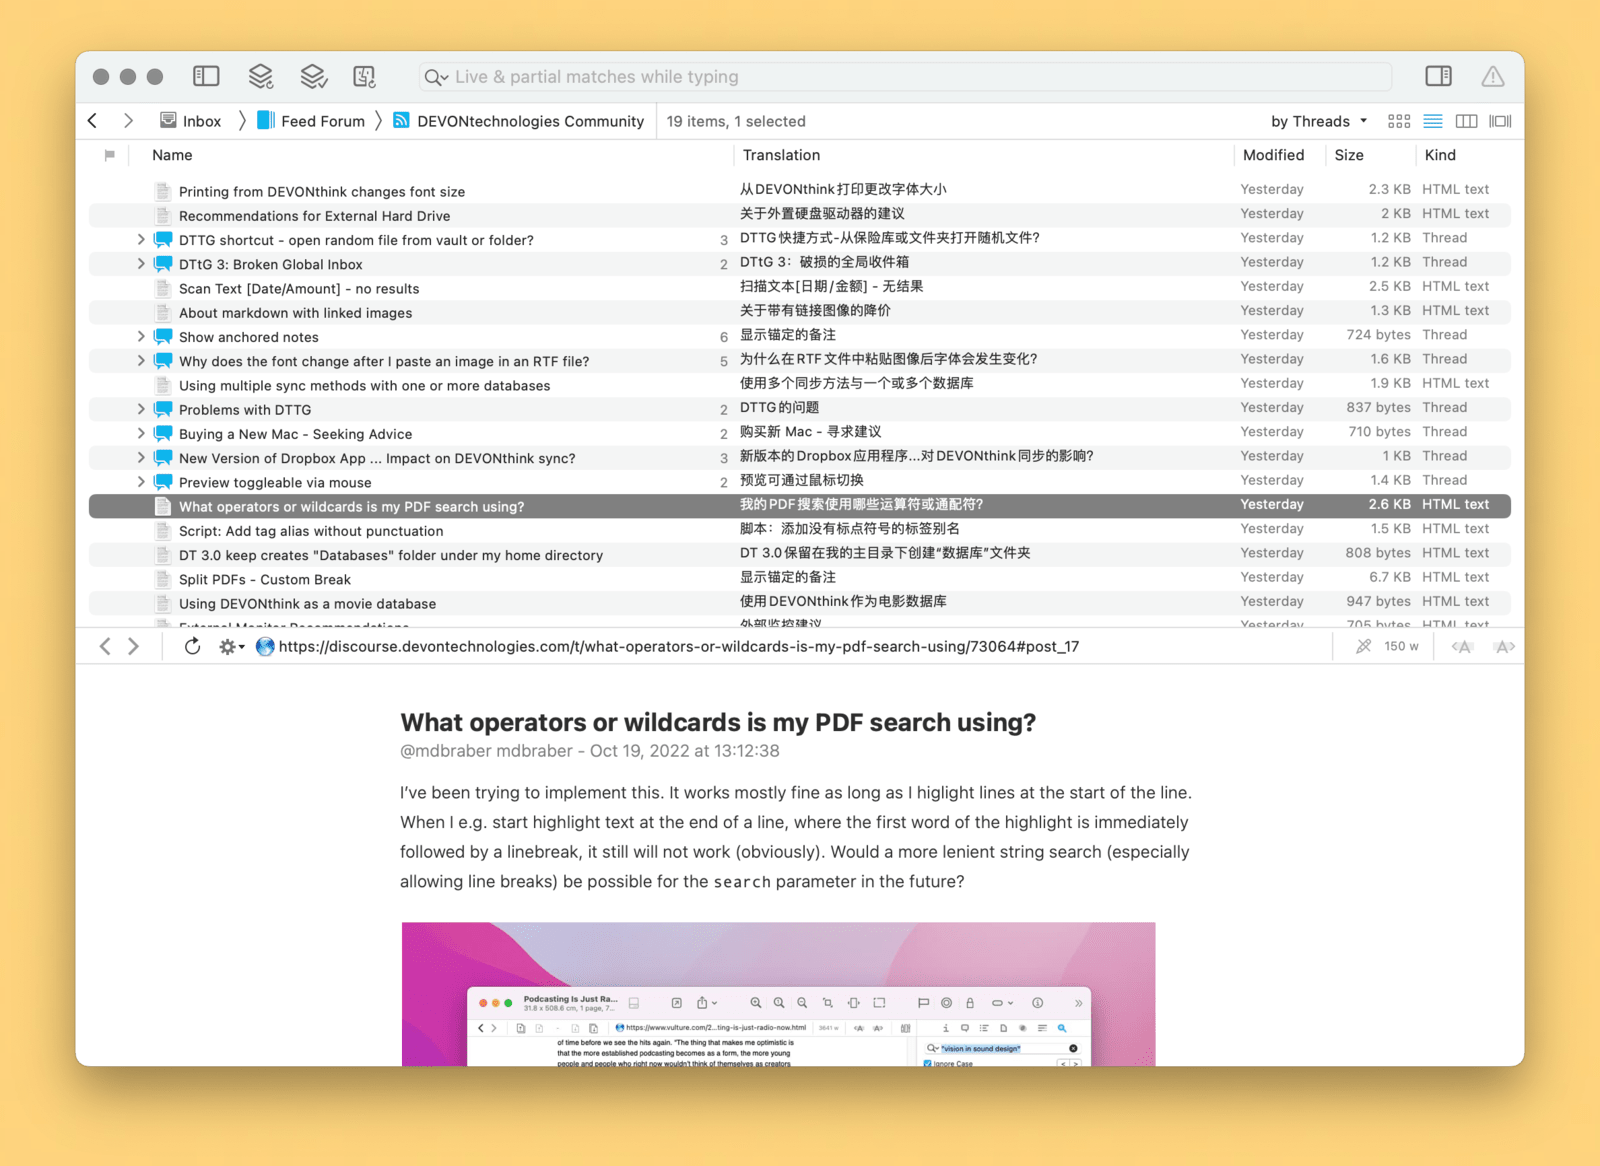 Live & partial matches while typing
Inbox Feed Forum DEVONtechnologies Community 19 items, 1 selected by Threads
Name Translation Modified Size Kind
Printing from DEVONthink changes font size 从DEVONthink打印更改字体大小 Yesterday 2.3 KB HTML text
Recommendations for External Hard Drive 关于外置硬盘驱动器的建议 Yesterday 2 KB HTML text
DTTG shortcut - open random file from vault or folder? 3 DTTG快捷方式-从保险库或文件夹打开随机文件? Yesterday 1.2 KB Thread
DTtG 3: Broken Global Inbox 2 DTtG 3：破损的全局收件箱 Yesterday 1.2 KB Thread
Scan Text [Date/Amount] - no results 扫描文本[日期/金额] - 无结果 Yesterday 2.5 KB HTML text
About markdown with linked images 关于带有链接图像的降价 Yesterday 1.3 KB HTML text
Show anchored notes 6 显示锚定的备注 Yesterday 724 bytes Thread
Why does the font change after I paste an image in an RTF file? 5 为什么在RTF文件中粘贴图像后字体会发生变化? Yesterday 1.6 KB Thread
Using multiple sync methods with one or more databases 使用多个同步方法与一个或多个数据库 Yesterday 1.9 KB HTML text
Problems with DTTG 2 DTTG的问题 Yesterday 837 bytes Thread
Buying a New Mac - Seeking Advice 2 购买新 Mac - 寻求建议 Yesterday 710 bytes Thread
New Version of Dropbox App ... Impact on DEVONthink sync? 3 新版本的Dropbox应用程序...对DEVONthink同步的影响? Yesterday 1 KB Thread
Preview toggleable via mouse 2 预览可通过鼠标切换 Yesterday 1.4 KB Thread
What operators or wildcards is my PDF search using? 我的PDF搜索使用哪些运算符或通配符? Yesterday 2.6 KB HTML text
Script: Add tag alias without punctuation 脚本：添加没有标点符号的标签别名 Yesterday 1.5 KB HTML text
DT 3.0 keep creates "Databases" folder under my home directory DT 3.0保留在我的主目录下创建“数据库”文件夹 Yesterday 808 bytes HTML text
Split PDFs - Custom Break 显示锚定的备注 Yesterday 6.7 KB HTML text
Using DEVONthink as a movie database 使用DEVONthink作为电影数据库 Yesterday 947 bytes HTML text
External Monitor Recommendations 外部监控建议 Yesterday 705 bytes HTML text
https://discourse.devontechnologies.com/t/what-operators-or-wildcards-is-my-pdf-search-using/73064#post_17 150 w
What operators or wildcards is my PDF search using?
@mdbraber mdbraber - Oct 19, 2022 at 13:12:38
I've been trying to implement this. It works mostly fine as long as I higlight lines at the start of the line.
When I e.g. start highlight text at the end of a line, where the first word of the highlight is immediately
followed by a linebreak, it still will not work (obviously). Would a more lenient string search (especially
allowing line breaks) be possible for the search parameter in the future?
Podcasting Is Just Ra...
31.8 x 508.6 cm, 1 page, 7...
https://www.vulture.com/2...ting-is-just-radio-now.html 3641 w
of time before we see the hits again. "The thing that makes me optimistic is
that the more established podcasting becomes as a form, the more young
people and people who right now wouldn't think of themselves as creators
"vision in sound design"
Ignore Case